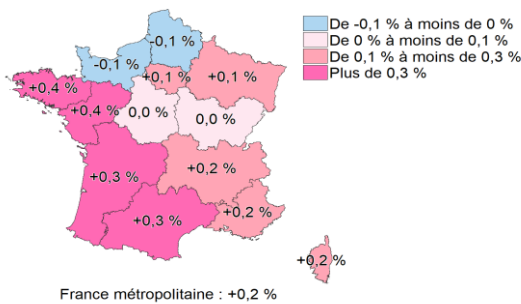 -0,1 %
-0,1 %
+0,1 %
+0,1 %
+0,4 %
+0,4 %
0,0 %
0,0 %
+0,3 %
+0,2 %
+0,3 %
+0,2 %
+0,2 %
De -0,1 % à moins de 0 %
De 0 % à moins de 0,1 %
De 0,1 % à moins de 0,3 %
Plus de 0,3 %
France métropolitaine : +0,2 %